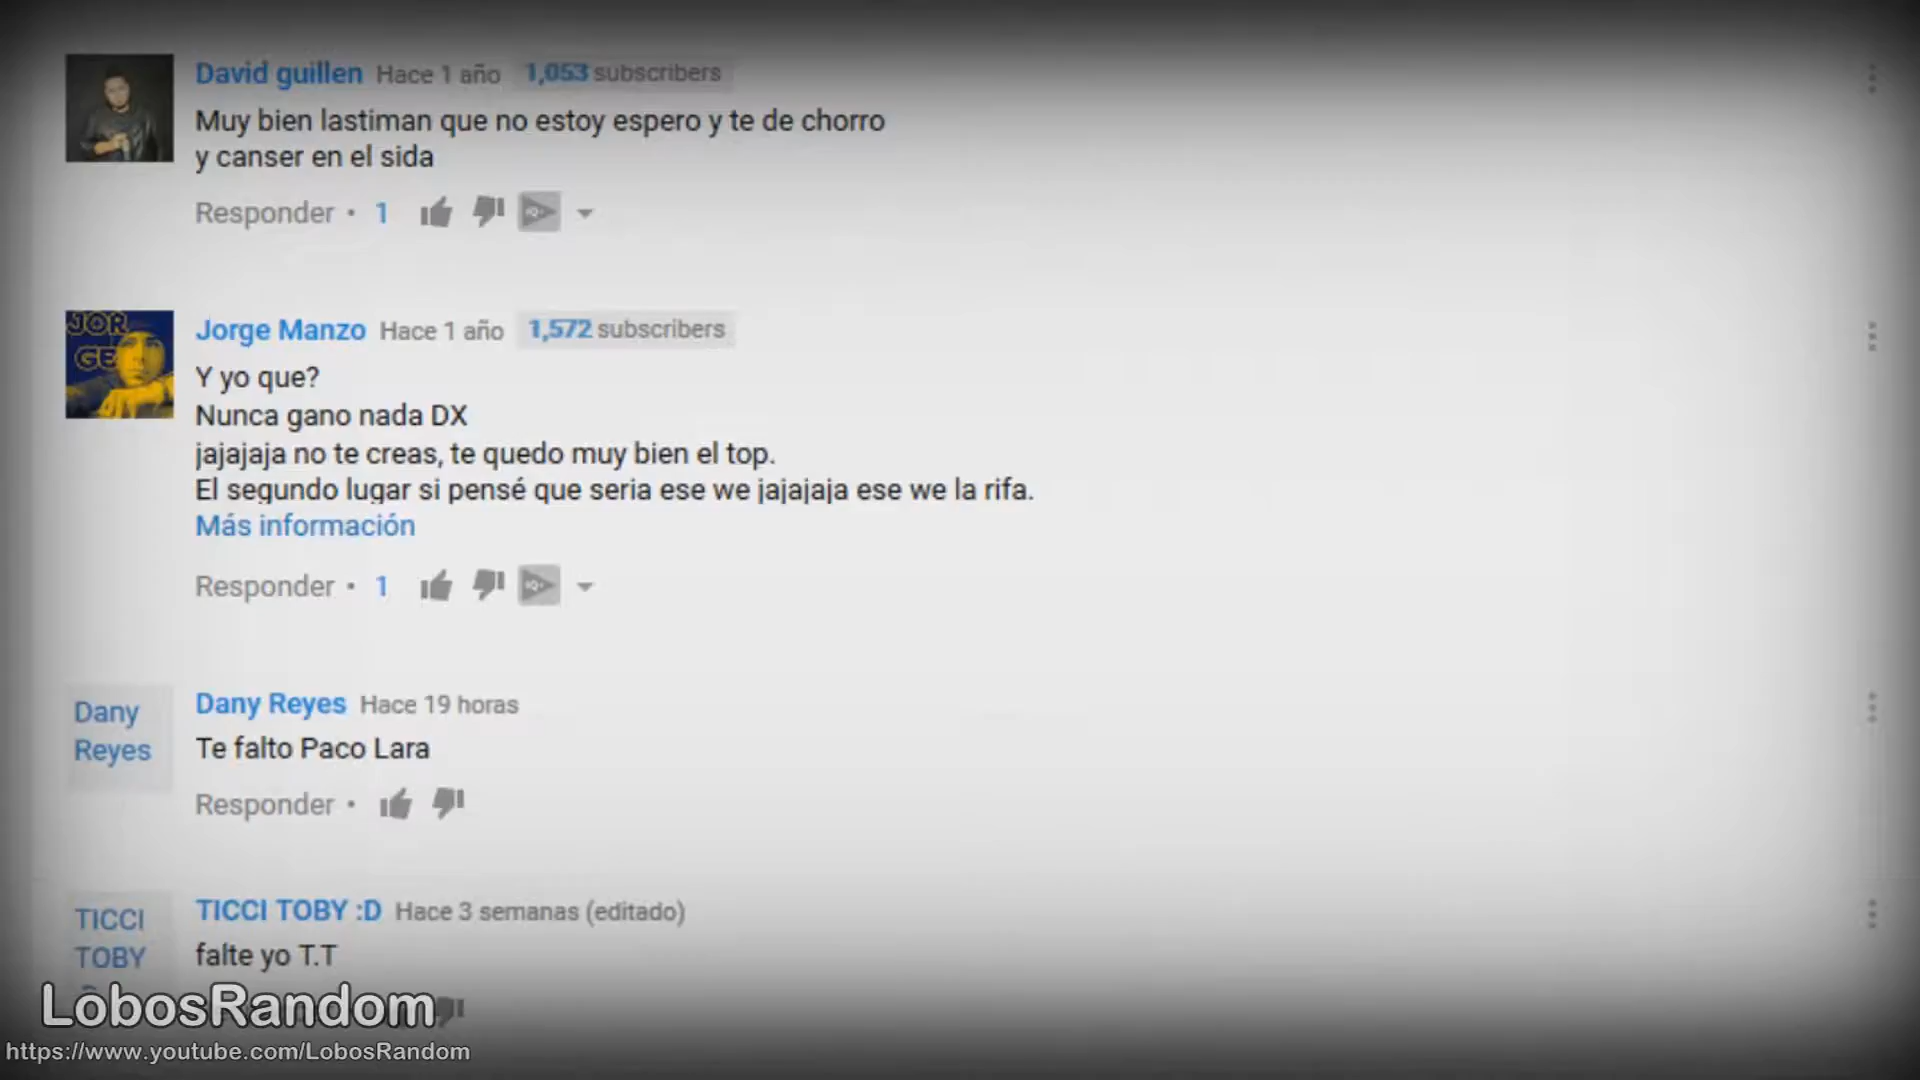 David guillen Hace 1 año 1,053 subscribers
Muy bien lastiman que no estoy espero y te de chorro
y canser en el sida
Responder • 1
JOR
GE
Jorge Manzo Hace 1 año 1,572 subscribers
Y yo que?
Nunca gano nada DX
jajajaja no te creas, te quedo muy bien el top.
El segundo lugar si pensé que seria ese we jajajaja ese we la rifa.
Más información
Responder • 1
Dany
Reyes
Dany Reyes Hace 19 horas
Te falto Paco Lara
Responder •
TICCI
TOBY
TICCI TOBY :D Hace 3 semanas (editado)
falte yo T.T
LobosRandom
https://www.youtube.com/LobosRandom